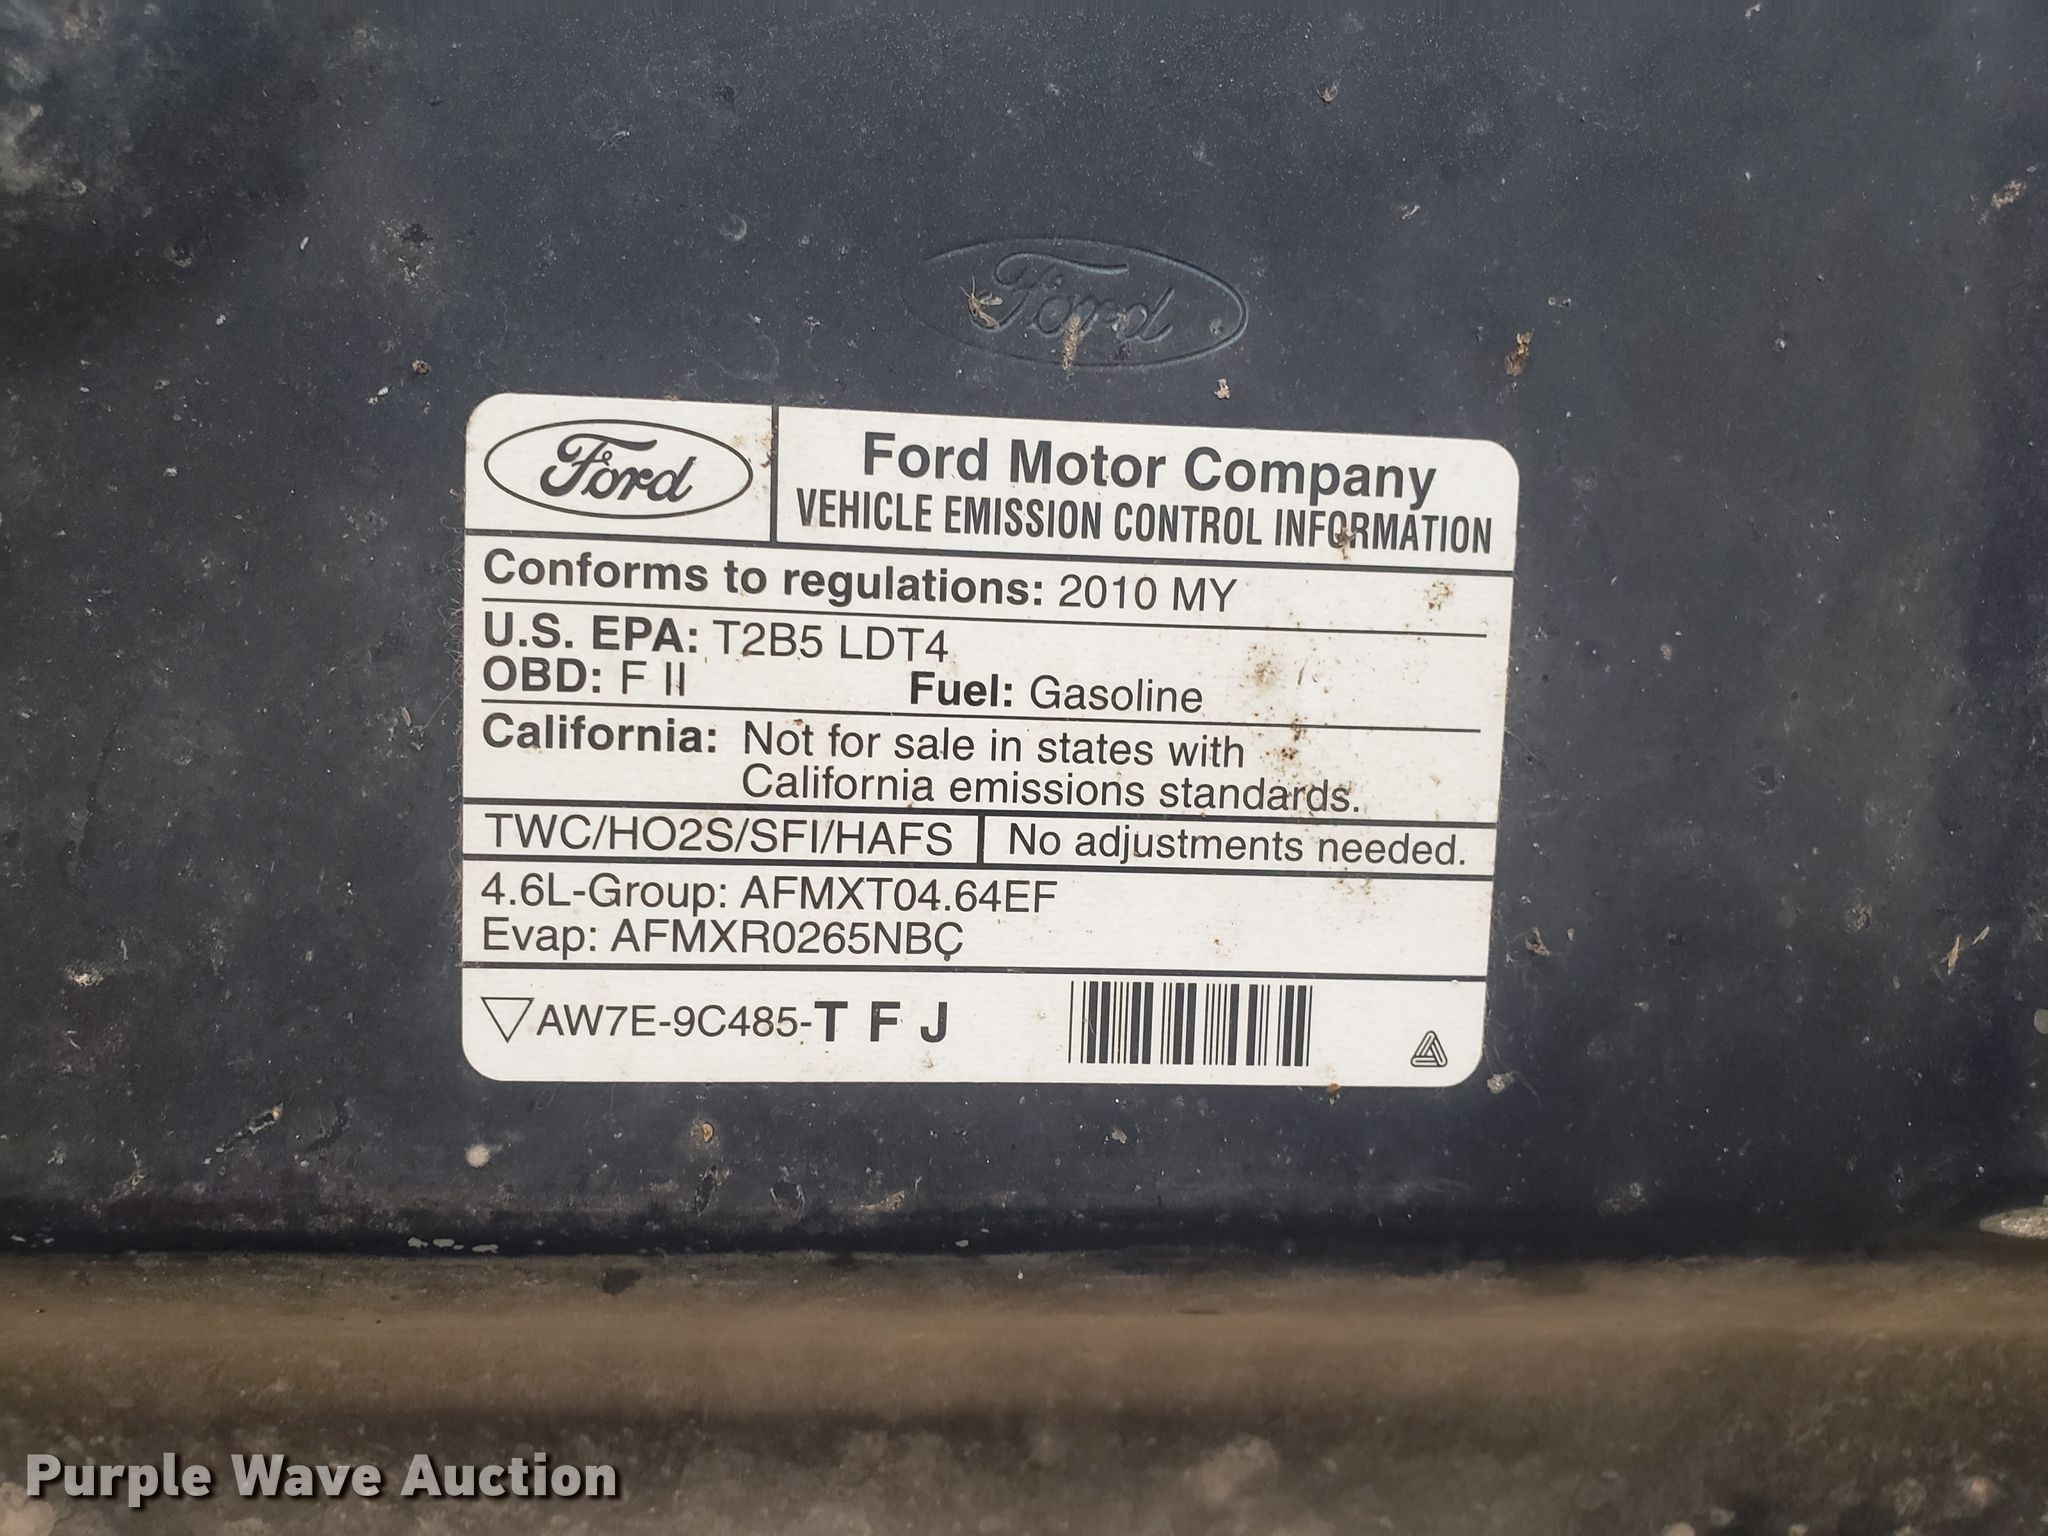 Ford
Ford
Ford Motor Company
VEHICLE EMISSION CONTROL INFORMATION
Conforms to regulations: 2010 MY
U.S. EPA: T2B5 LDT4
OBD: F II Fuel: Gasoline
California: Not for sale in states with
California emissions standards.
TWC/HO2S/SFI/HAFS No adjustments needed.
4.6L-Group: AFMXT04.64EF
Evap: AFMXR0265NBC
AW7E-9C485-T F J
Purple Wave Auction